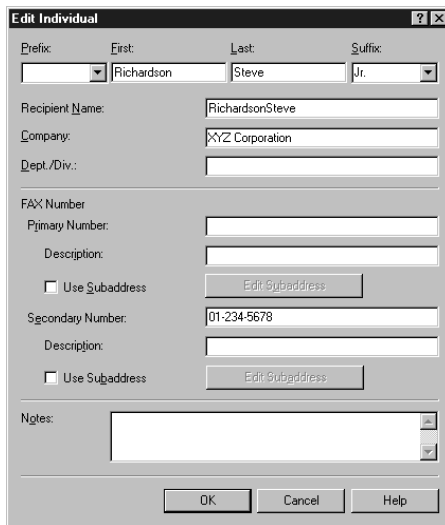 Edit Individual
Prefix: First: Last: Suffix:
Richardson Steve Jr.
Recipient Name: RichardsonSteve
Company: XYZ Corporation
Dept./Div.:
FAX Number
Primary Number:
Description:
Use Subaddress Edit Subaddress
Secondary Number: 01-234-5678
Description:
Use Subaddress Edit Subaddress
Notes:
OK Cancel Help